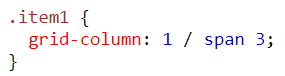 .item1 {
  grid-column: 1 / span 3;
}